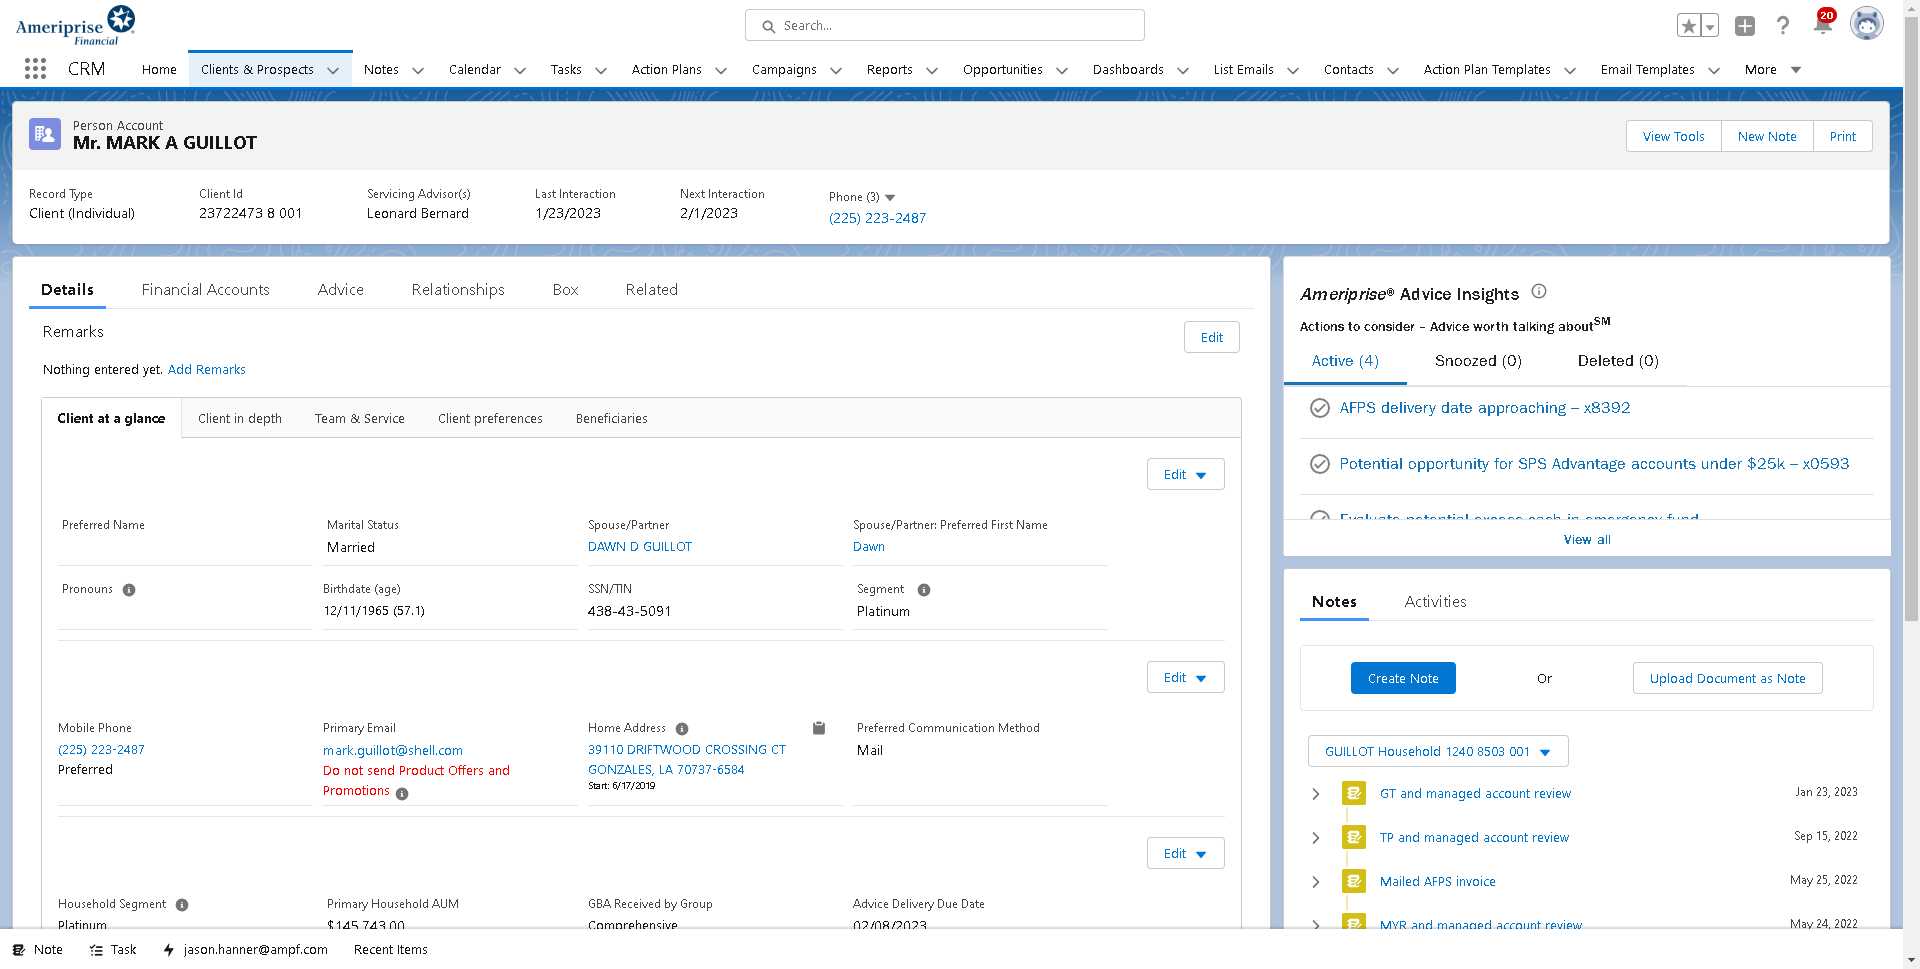 Ameriprise
Financial
Search...
20
CRM
Home
Clients & Prospects
Notes
Calendar
Tasks
Action Plans
Campaigns
Reports
Opportunities
Dashboards
List Emails
Contacts
Action Plan Templates
Email Templates
More
Person Account
Mr. MARK A GUILLOT
View Tools
New Note
Print
Record Type
Client (Individual)
Client Id
23722473 8 001
Servicing Advisor(s)
Leonard Bernard
Last Interaction
1/23/2023
Next Interaction
2/1/2023
Phone (3)
(225) 223-2487
Details
Financial Accounts
Advice
Relationships
Box
Related
Remarks
Edit
Nothing entered yet. Add Remarks
Client at a glance
Client in depth
Team & Service
Client preferences
Beneficiaries
Edit
Preferred Name
Marital Status
Married
Spouse/Partner
DAWN D GUILLOT
Spouse/Partner: Preferred First Name
Dawn
Pronouns
Birthdate (age)
12/11/1965 (57.1)
SSN/TIN
438-43-5091
Segment
Platinum
Edit
Mobile Phone
(225) 223-2487
Preferred
Primary Email
mark.guillot@shell.com
Do not send Product Offers and
Promotions
Home Address
39110 DRIFTWOOD CROSSING CT
GONZALES, LA 70737-6584
Start: 6/17/2019
Preferred Communication Method
Mail
Edit
Household Segment
Platinum
Primary Household AUM
$145,743.00
GBA Received by Group
Comprehensive
Advice Delivery Due Date
02/08/2023
Ameriprise® Advice Insights
Actions to consider – Advice worth talking about℠
Active (4)
Snoozed (0)
Deleted (0)
AFPS delivery date approaching – x8392
Potential opportunity for SPS Advantage accounts under $25k – x0593
Evaluate potential excess cash in emergency fund
View all
Notes
Activities
Create Note
Or
Upload Document as Note
GUILLOT Household 1240 8503 001
GT and managed account review
Jan 23, 2023
TP and managed account review
Sep 15, 2022
Mailed AFPS invoice
May 25, 2022
MYR and managed account review
May 24, 2022
Note
Task
jason.hanner@ampf.com
Recent Items